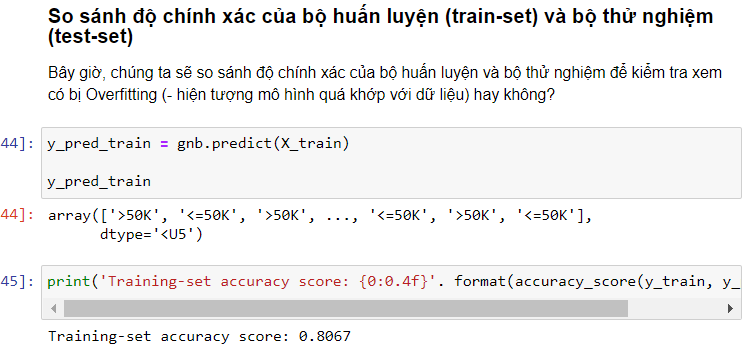 So sánh độ chính xác của bộ huấn luyện (train-set) và bộ thử nghiệm
(test-set)
Bây giờ, chúng ta sẽ so sánh độ chính xác của bộ huấn luyện và bộ thử nghiệm để kiểm tra xem
có bị Overfitting (- hiện tượng mô hình quá khớp với dữ liệu) hay không?
44]: y_pred_train = gnb.predict(X_train)
y_pred_train
44]: array(['>50K', '<=50K', '>50K', ..., '<=50K', '>50K', '<=50K'],
dtype='<U5')
45]: print('Training-set accuracy score: {0:0.4f}'. format(accuracy_score(y_train, y_
Training-set accuracy score: 0.8067